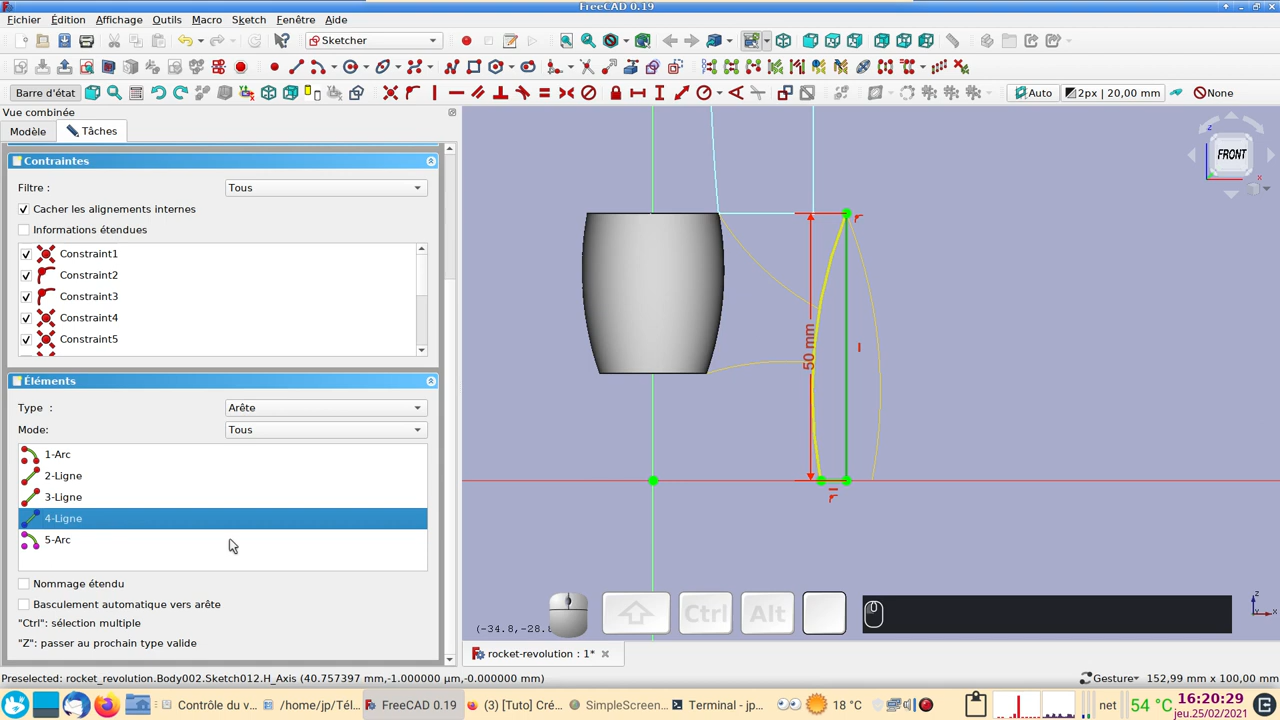 FreeCAD 0.19
Fichier Édition Affichage Outils Macro Sketch Fenêtre Aide
Sketcher
Barre d'état
Auto
2px | 20,00 mm
None
Vue combinée
Modèle
Tâches
Contraintes
Filtre :
Tous
Cacher les alignements internes
Informations étendues
Constraint1
Constraint2
Constraint3
Constraint4
Constraint5
Éléments
Type :
Arête
Mode:
Tous
1-Arc
2-Ligne
3-Ligne
4-Ligne
5-Arc
Nommage étendu
Basculement automatique vers arête
"Ctrl": sélection multiple
"Z": passer au prochain type valide
50 mm
FRONT
z
x
Ctrl
Alt
rocket-revolution : 1*
Preselected: rocket_revolution.Body002.Sketch012.H_Axis (40.757397 mm,-1.000000 µm,-0.000000 mm)
Gesture
152,99 mm x 100,00 mm
Contrôle du v...
/home/jp/Tél...
FreeCAD 0.19
(3) [Tuto] Cré...
SimpleScreen...
Terminal - jp...
18 °C
net
54 °C
16:20:29
jeu.25/02/2021